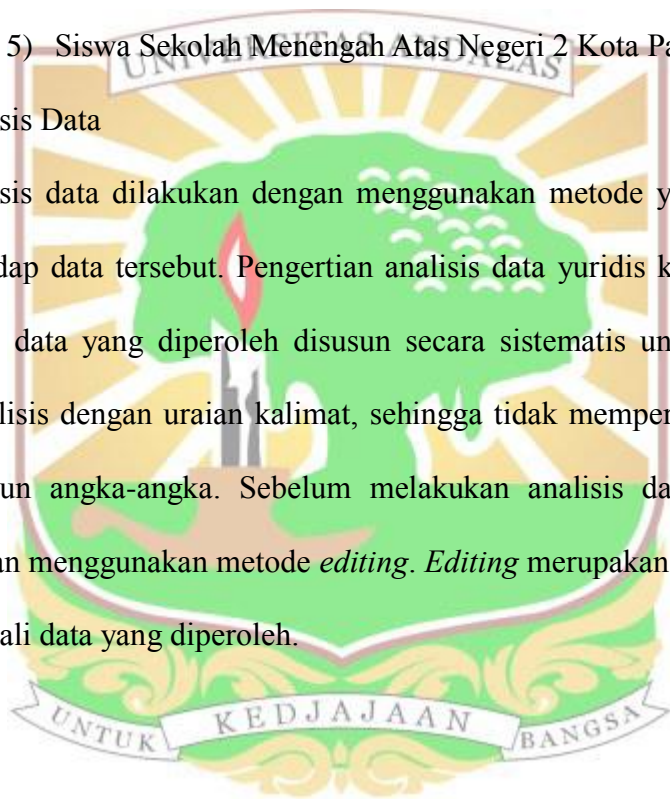 5) Siswa Sekolah Menengah Atas Negeri 2 Kota Pa
UNIVERSITAS ANDALAS
sis Data
sis data dilakukan dengan menggunakan metode y
dap data tersebut. Pengertian analisis data yuridis k
data yang diperoleh disusun secara sistematis un
lisis dengan uraian kalimat, sehingga tidak memper
un angka-angka. Sebelum melakukan analisis da
an menggunakan metode editing. Editing merupakan
ali data yang diperoleh.
UNTUK KEDJAJAAN BANGSA